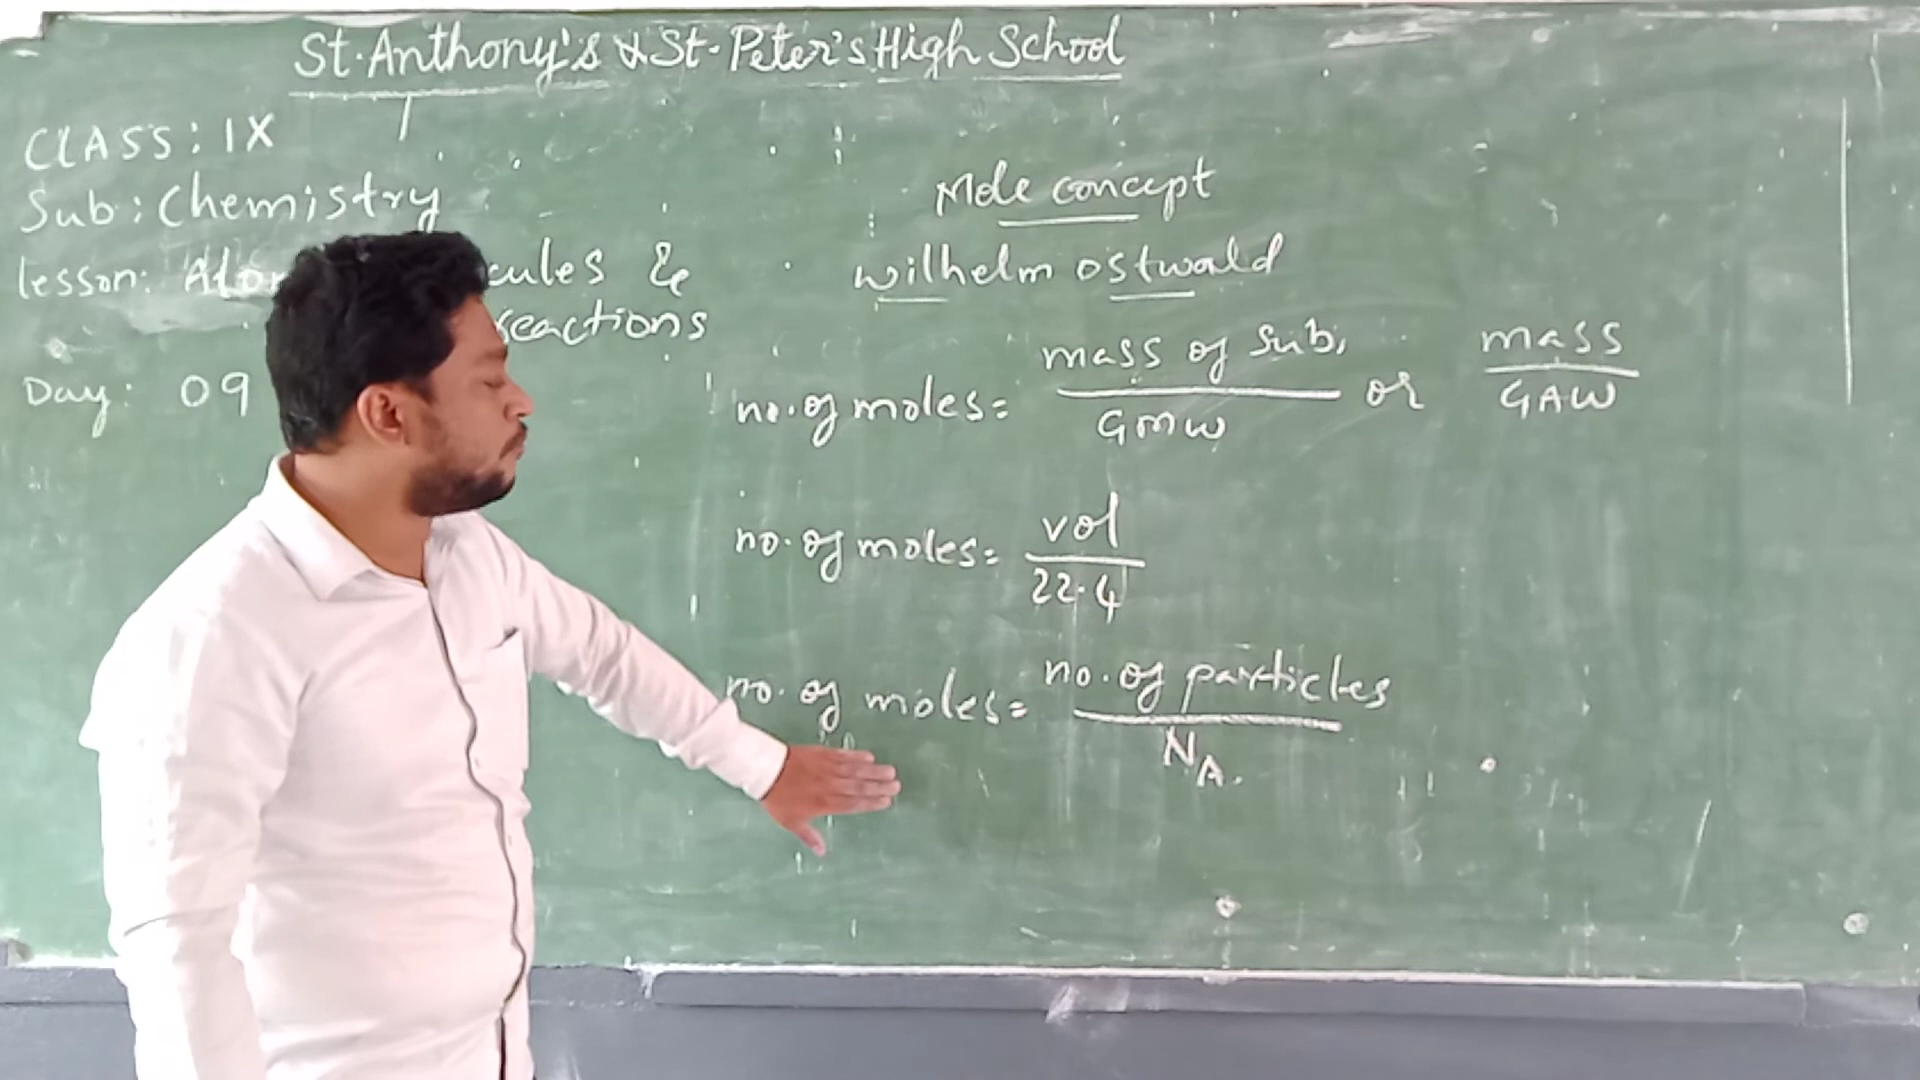 St. Anthony's & St. Peter's High School
CLASS: IX
Sub: Chemistry
lesson: cules &
reactions
Day: 09
Mole concept
wilhelm ostwald
no. of moles = mass of sub. / GMW or mass / GAW
no. of moles = vol / 22.4
no. of moles = no. of particles / NA.